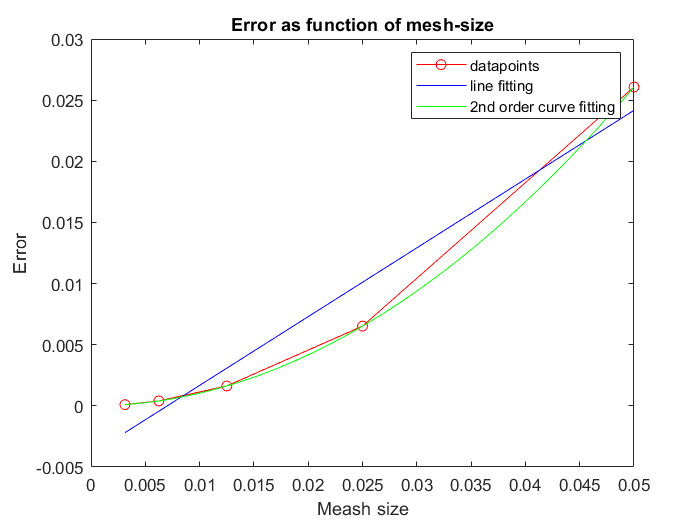 Error as function of mesh-size
datapoints
line fitting
2nd order curve fitting
0.03
0.025
0.02
0.015
0.01
0.005
0
-0.005
Error
0 0.005 0.01 0.015 0.02 0.025 0.03 0.035 0.04 0.045 0.05
Meash size